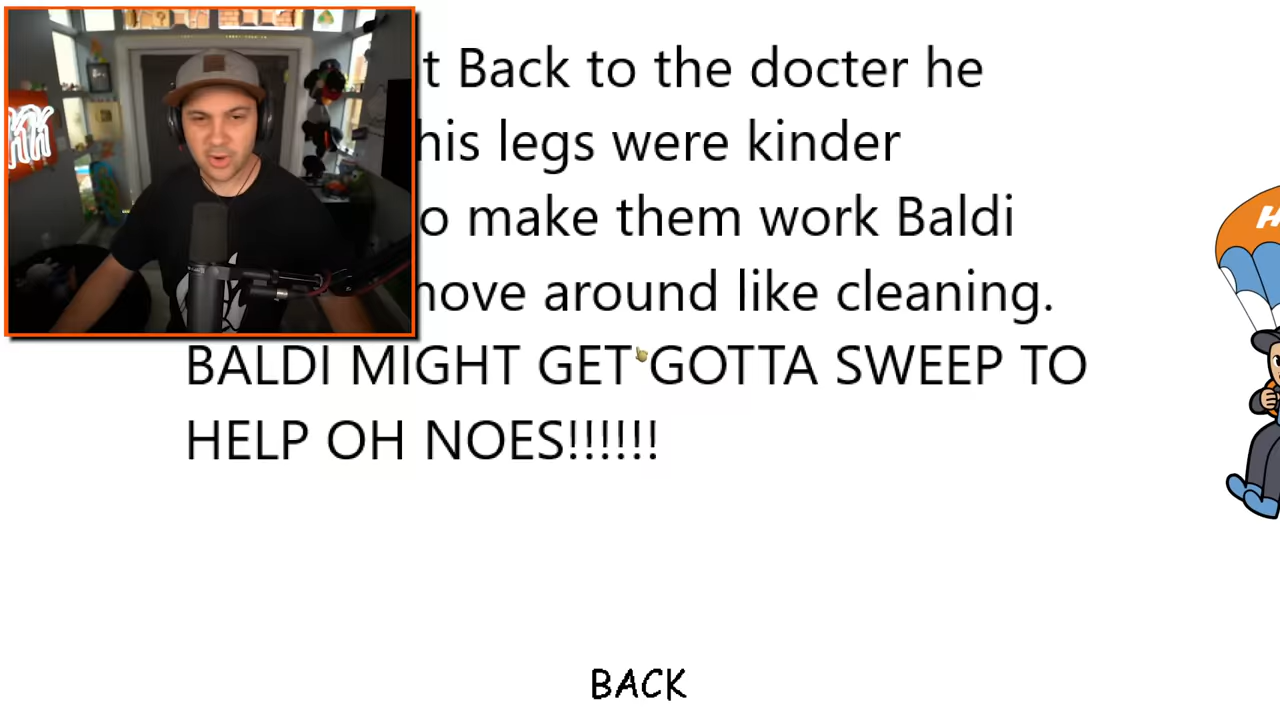 t Back to the docter he
his legs were kinder
o make them work Baldi
move around like cleaning.
BALDI MIGHT GET GOTTA SWEEP TO
HELP OH NOES!!!!!!
BACK